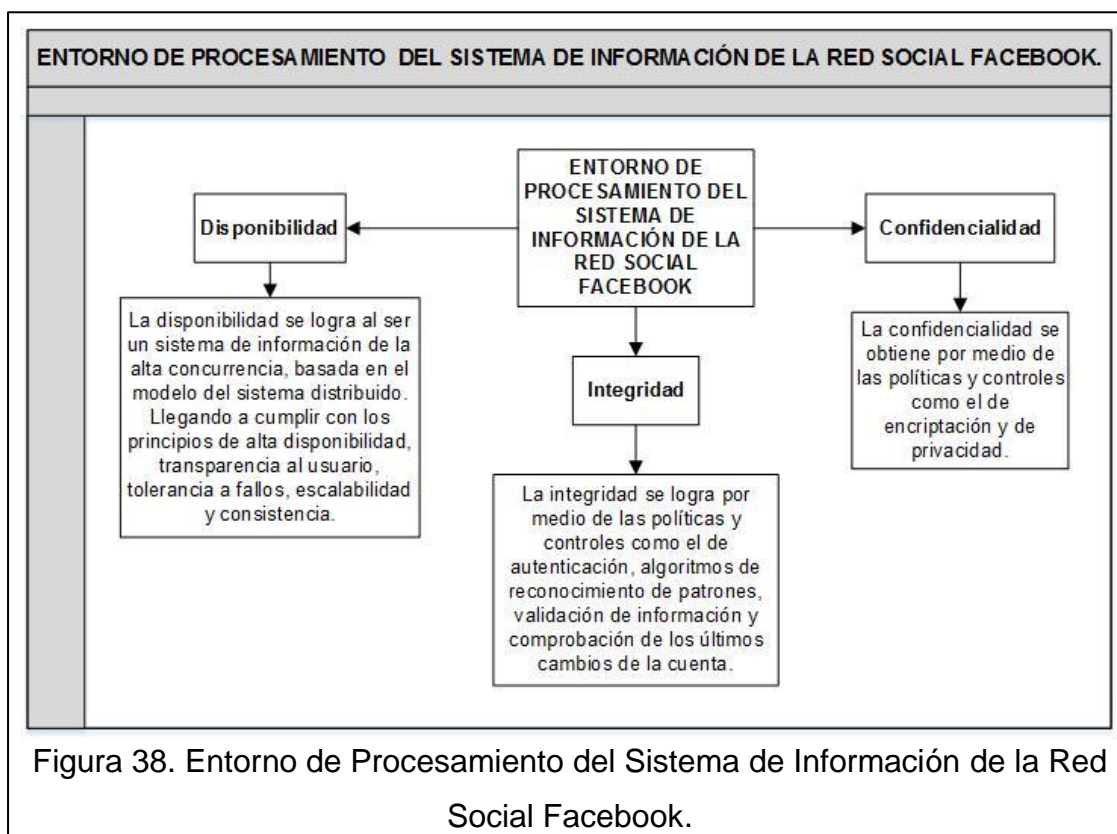 ENTORNO DE PROCESAMIENTO DEL SISTEMA DE INFORMACIÓN DE LA RED SOCIAL FACEBOOK.
ENTORNO DE
PROCESAMIENTO DEL
SISTEMA DE
INFORMACIÓN DE LA
RED SOCIAL
FACEBOOK
Disponibilidad
La disponibilidad se logra al ser
un sistema de información de la
alta concurrencia, basada en el
modelo del sistema distribuido.
Llegando a cumplir con los
principios de alta disponibilidad,
transparencia al usuario,
tolerancia a fallos, escalabilidad
y consistencia.
Integridad
La integridad se logra por
medio de las políticas y
controles como el de
autenticación, algoritmos de
reconocimiento de patrones,
validación de información y
comprobación de los últimos
cambios de la cuenta.
Confidencialidad
La confidencialidad se
obtiene por medio de
las políticas y controles
como el de
encriptación y de
privacidad.
Figura 38. Entorno de Procesamiento del Sistema de Información de la Red
Social Facebook.